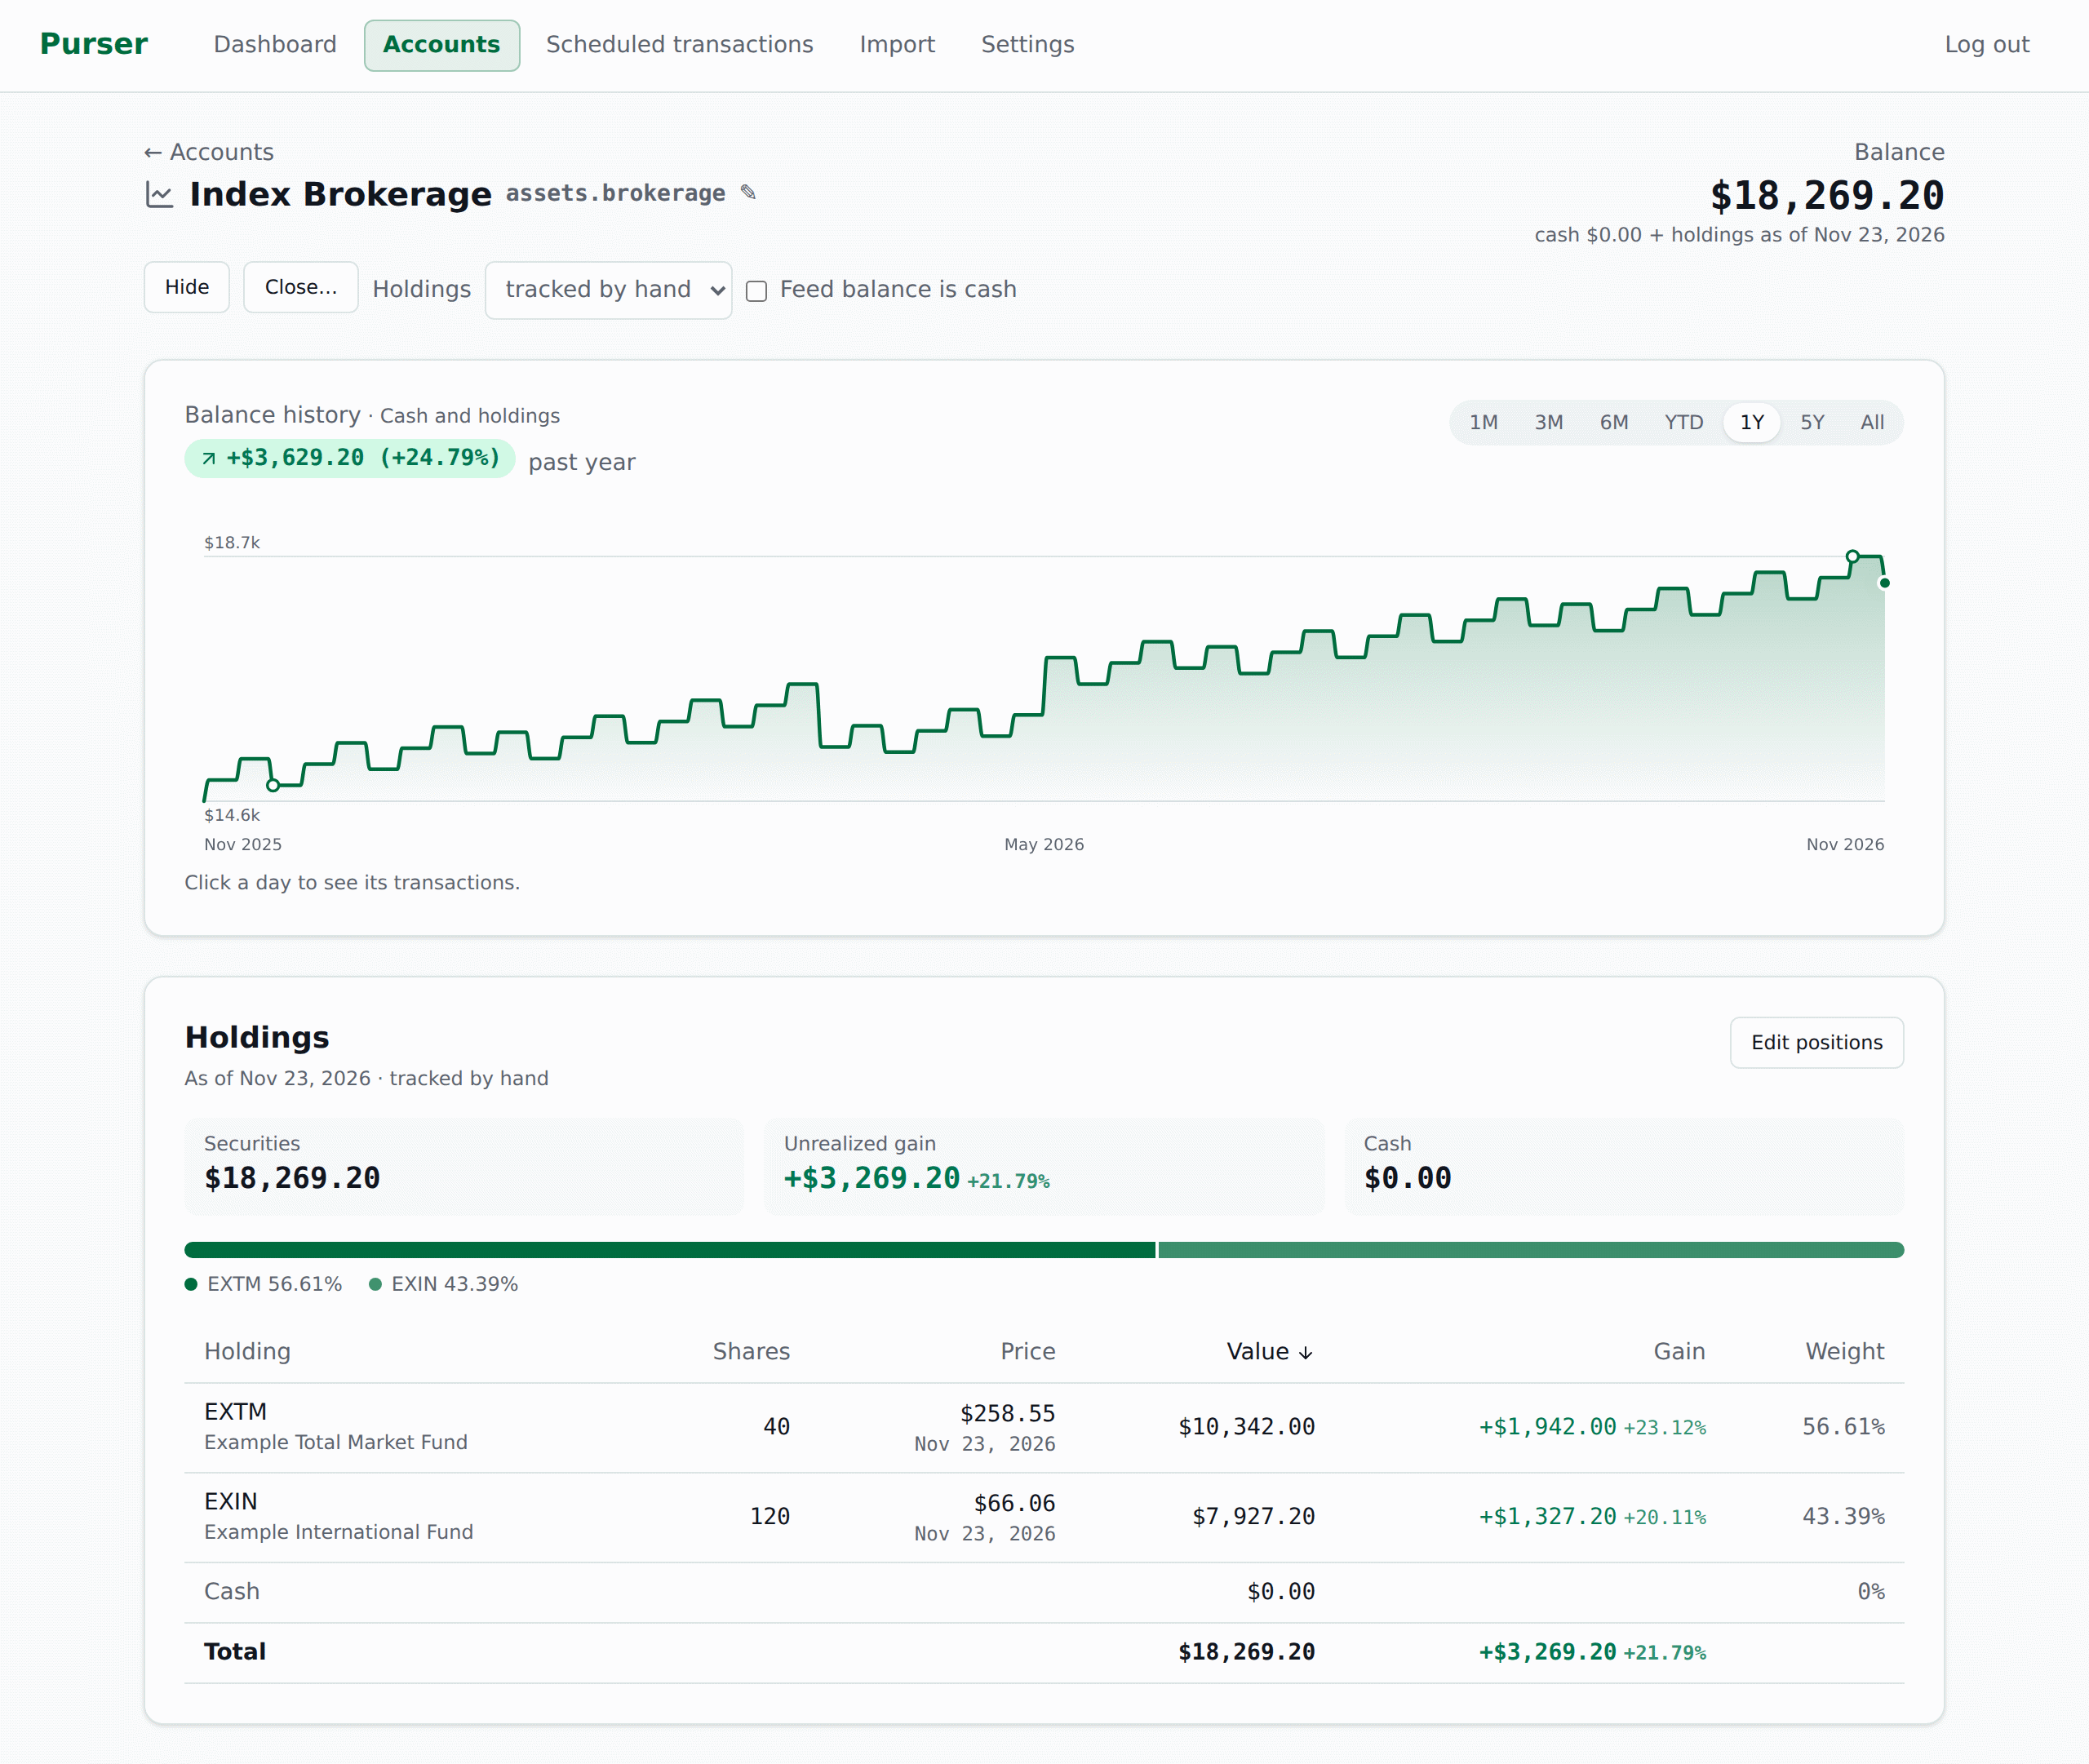 Purser Dashboard Accounts Scheduled transactions Import Settings Log out
← Accounts
Balance
Index Brokerage assets.brokerage ✎
$18,269.20
cash $0.00 + holdings as of Nov 23, 2026
Hide Close... Holdings tracked by hand Feed balance is cash
Balance history · Cash and holdings
1M 3M 6M YTD 1Y 5Y All
+$3,629.20 (+24.79%) past year
$18.7k
$14.6k
Nov 2025 May 2026 Nov 2026
Click a day to see its transactions.
Holdings
Edit positions
As of Nov 23, 2026 · tracked by hand
Securities Unrealized gain Cash
$18,269.20 +$3,269.20 +21.79% $0.00
EXTM 56.61% EXIN 43.39%
Holding Shares Price Value ↓ Gain Weight
EXTM 40 $258.55 $10,342.00 +$1,942.00 +23.12% 56.61%
Example Total Market Fund Nov 23, 2026
EXIN 120 $66.06 $7,927.20 +$1,327.20 +20.11% 43.39%
Example International Fund Nov 23, 2026
Cash $0.00 0%
Total $18,269.20 +$3,269.20 +21.79%